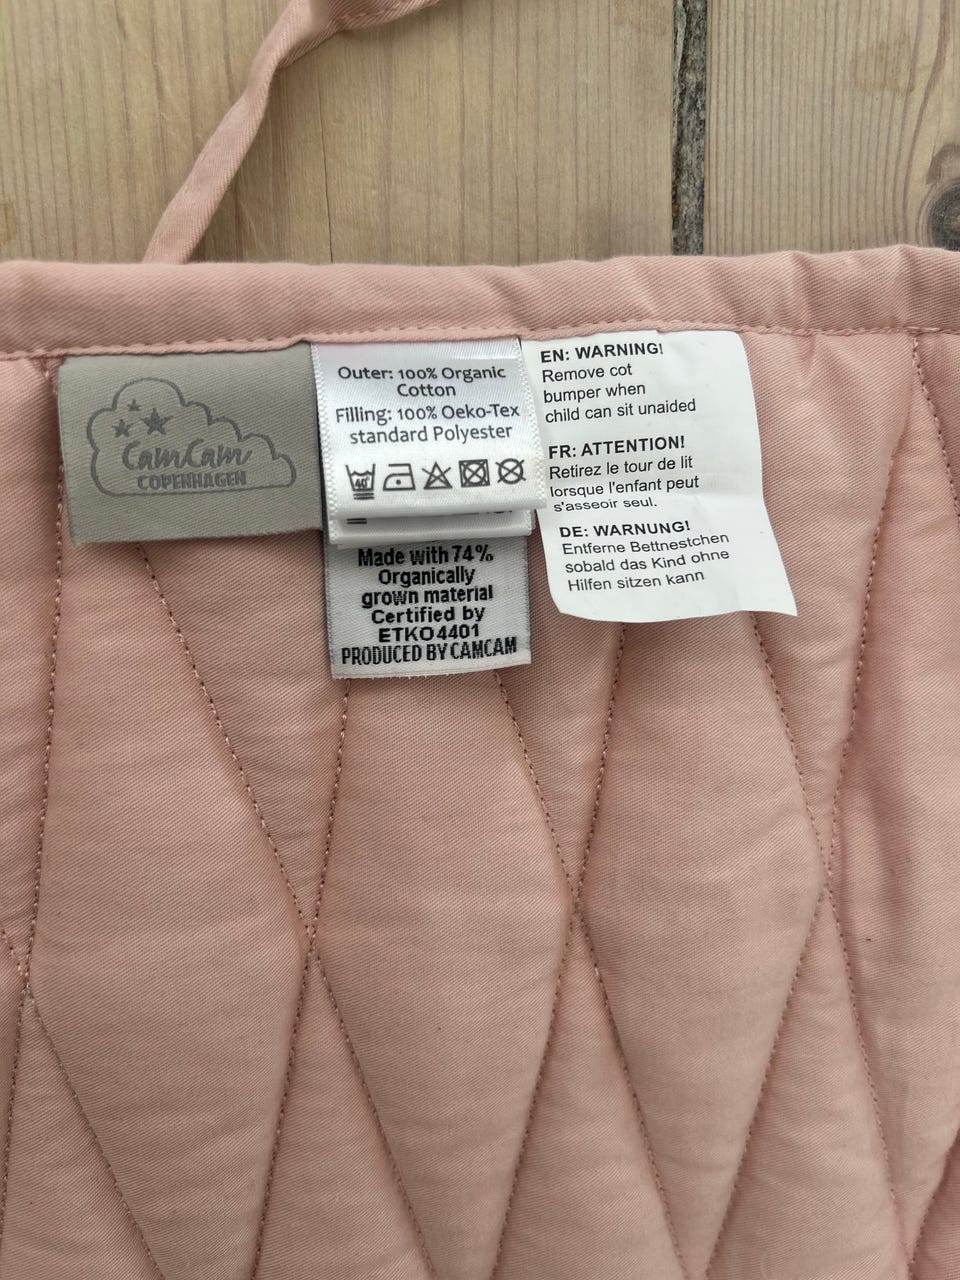 CamCam
COPENHAGEN
Outer: 100% Organic
Cotton
Filling: 100% Oeko-Tex
standard Polyester
40
Made with 74%
Organically
grown material
Certified by
ETKO4401
PRODUCED BY CAMCAM
EN: WARNING!
Remove cot
bumper when
child can sit unaided
FR: ATTENTION!
Retirez le tour de lit
lorsque l'enfant peut
s'asseoir seul.
DE: WARNUNG!
Entferne Bettnestchen
sobald das Kind ohne
Hilfen sitzen kann